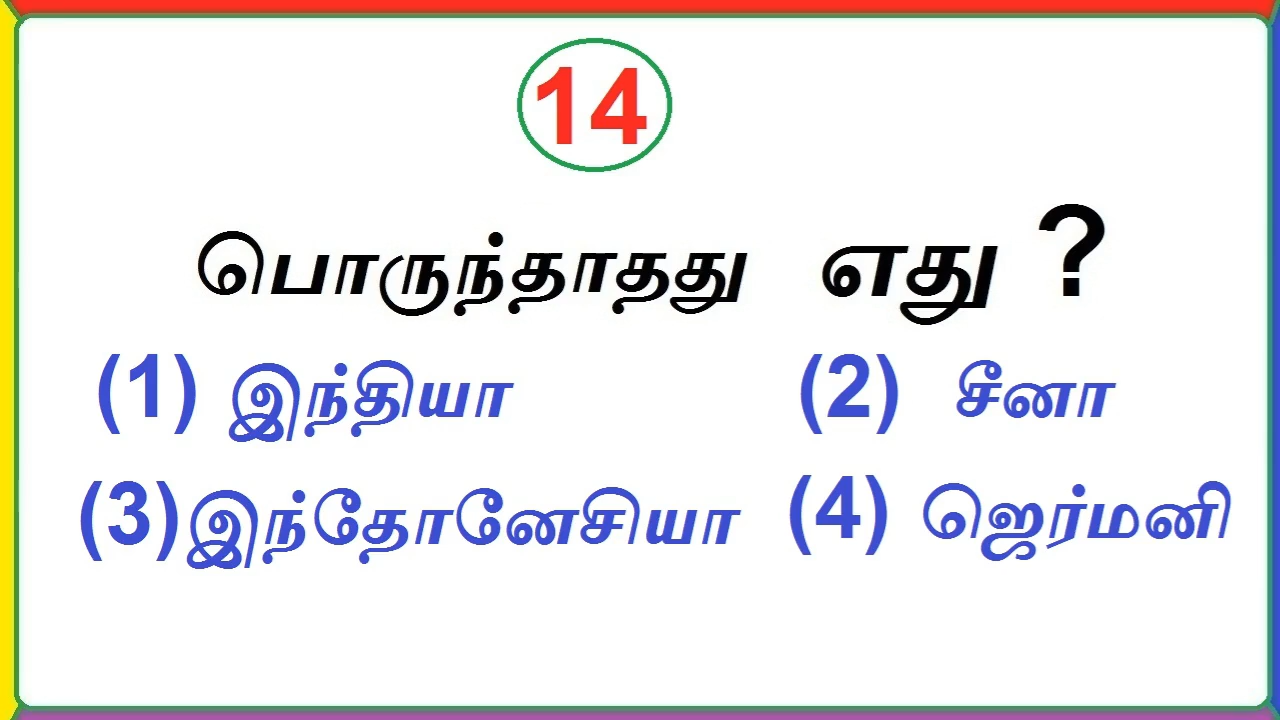 14
பொருந்தாதது எது ?
(1) இந்தியா (2) சீனா
(3)இந்தோனேசியா (4) ஜெர்மனி